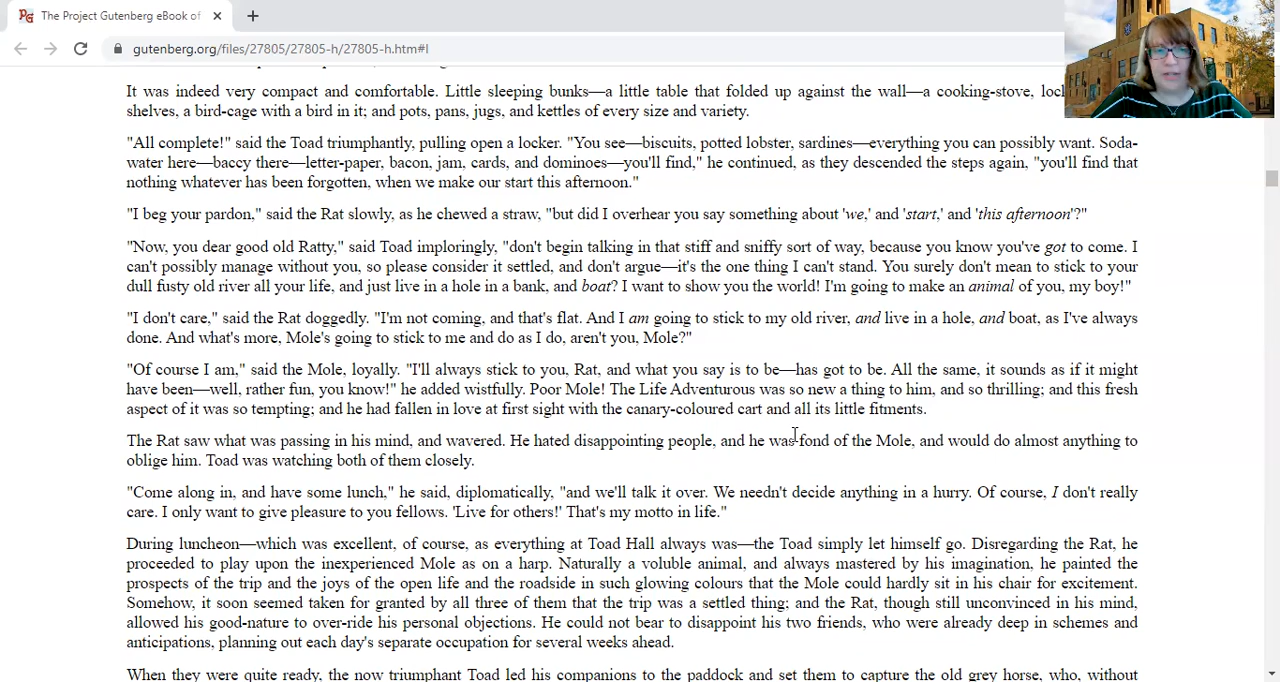 The Project Gutenberg eBook of
gutenberg.org/files/27805/27805-h/27805-h.htm#I
It was indeed very compact and comfortable. Little sleeping bunks—a little table that folded up against the wall—a cooking-stove,
shelves, a bird-cage with a bird in it; and pots, pans, jugs, and kettles of every size and variety.
"All complete!" said the Toad triumphantly, pulling open a locker. "You see—biscuits, potted lobster, sardines—everything you can possibly want. Soda-
water here—baccy there—letter-paper, bacon, jam, cards, and dominoes—you'll find," he continued, as they descended the steps again, "you'll find that
nothing whatever has been forgotten, when we make our start this afternoon."
"I beg your pardon," said the Rat slowly, as he chewed a straw, "but did I overhear you say something about 'we,' and 'start,' and 'this afternoon'?"
"Now, you dear good old Ratty," said Toad imploringly, "don't begin talking in that stiff and sniffy sort of way, because you know you've got to come. I
can't possibly manage without you, so please consider it settled, and don't argue—it's the one thing I can't stand. You surely don't mean to stick to your
dull fusty old river all your life, and just live in a hole in a bank, and boat? I want to show you the world! I'm going to make an animal of you, my boy!"
"I don't care," said the Rat doggedly. "I'm not coming, and that's flat. And I am going to stick to my old river, and live in a hole, and boat, as I've always
done. And what's more, Mole's going to stick to me and do as I do, aren't you, Mole?"
"Of course I am," said the Mole, loyally. "I'll always stick to you, Rat, and what you say is to be—has got to be. All the same, it sounds as if it might
have been—well, rather fun, you know!" he added wistfully. Poor Mole! The Life Adventurous was so new a thing to him, and so thrilling; and this fresh
aspect of it was so tempting; and he had fallen in love at first sight with the canary-coloured cart and all its little fitments.
The Rat saw what was passing in his mind, and wavered. He hated disappointing people, and he was fond of the Mole, and would do almost anything to
oblige him. Toad was watching both of them closely.
"Come along in, and have some lunch," he said, diplomatically, "and we'll talk it over. We needn't decide anything in a hurry. Of course, I don't really
care. I only want to give pleasure to you fellows. 'Live for others!' That's my motto in life."
During luncheon—which was excellent, of course, as everything at Toad Hall always was—the Toad simply let himself go. Disregarding the Rat, he
proceeded to play upon the inexperienced Mole as on a harp. Naturally a voluble animal, and always mastered by his imagination, he painted the
prospects of the trip and the joys of the open life and the roadside in such glowing colours that the Mole could hardly sit in his chair for excitement.
Somehow, it soon seemed taken for granted by all three of them that the trip was a settled thing; and the Rat, though still unconvinced in his mind,
allowed his good-nature to over-ride his personal objections. He could not bear to disappoint his two friends, who were already deep in schemes and
anticipations, planning out each day's separate occupation for several weeks ahead.
When they were quite ready, the now triumphant Toad led his companions to the paddock and set them to capture the old grey horse, who, without